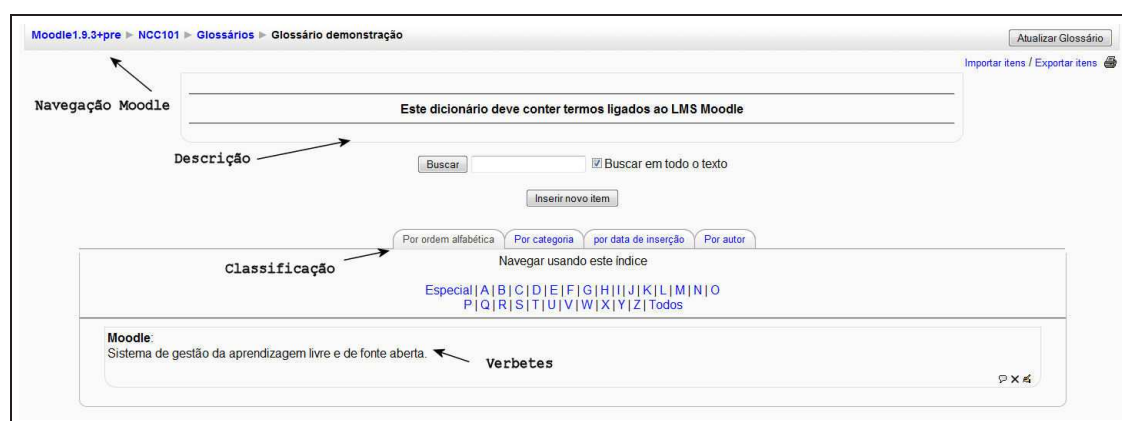 Moodle1.9.3+pre ► NCC101 ► Glossários ► Glossário demonstração
Atualizar Glossário
Importar itens / Exportar itens
Navegação Moodle
Este dicionário deve conter termos ligados ao LMS Moodle
Descrição
Buscar
Buscar em todo o texto
Inserir novo item
Por ordem alfabética Por categoria por data de inserção Por autor
Classificação
Navegar usando este índice
Especial | A | B | C | D | E | F | G | H | I | J | K | L | M | N | O
P | Q | R | S | T | U | V | W | X | Y | Z | Todos
Moodle:
Sistema de gestão da aprendizagem livre e de fonte aberta.
Verbetes